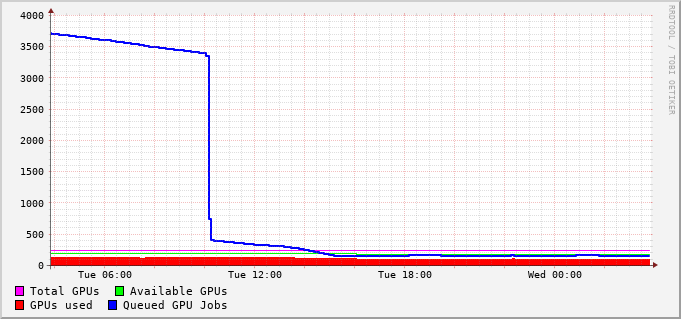 4000
3500
3000
2500
2000
1500
1000
500
0
Tue 06:00 Tue 12:00 Tue 18:00 Wed 00:00
Total GPUs Available GPUs
GPUs used Queued GPU Jobs
RRDTOOL / TOBI OETIKER